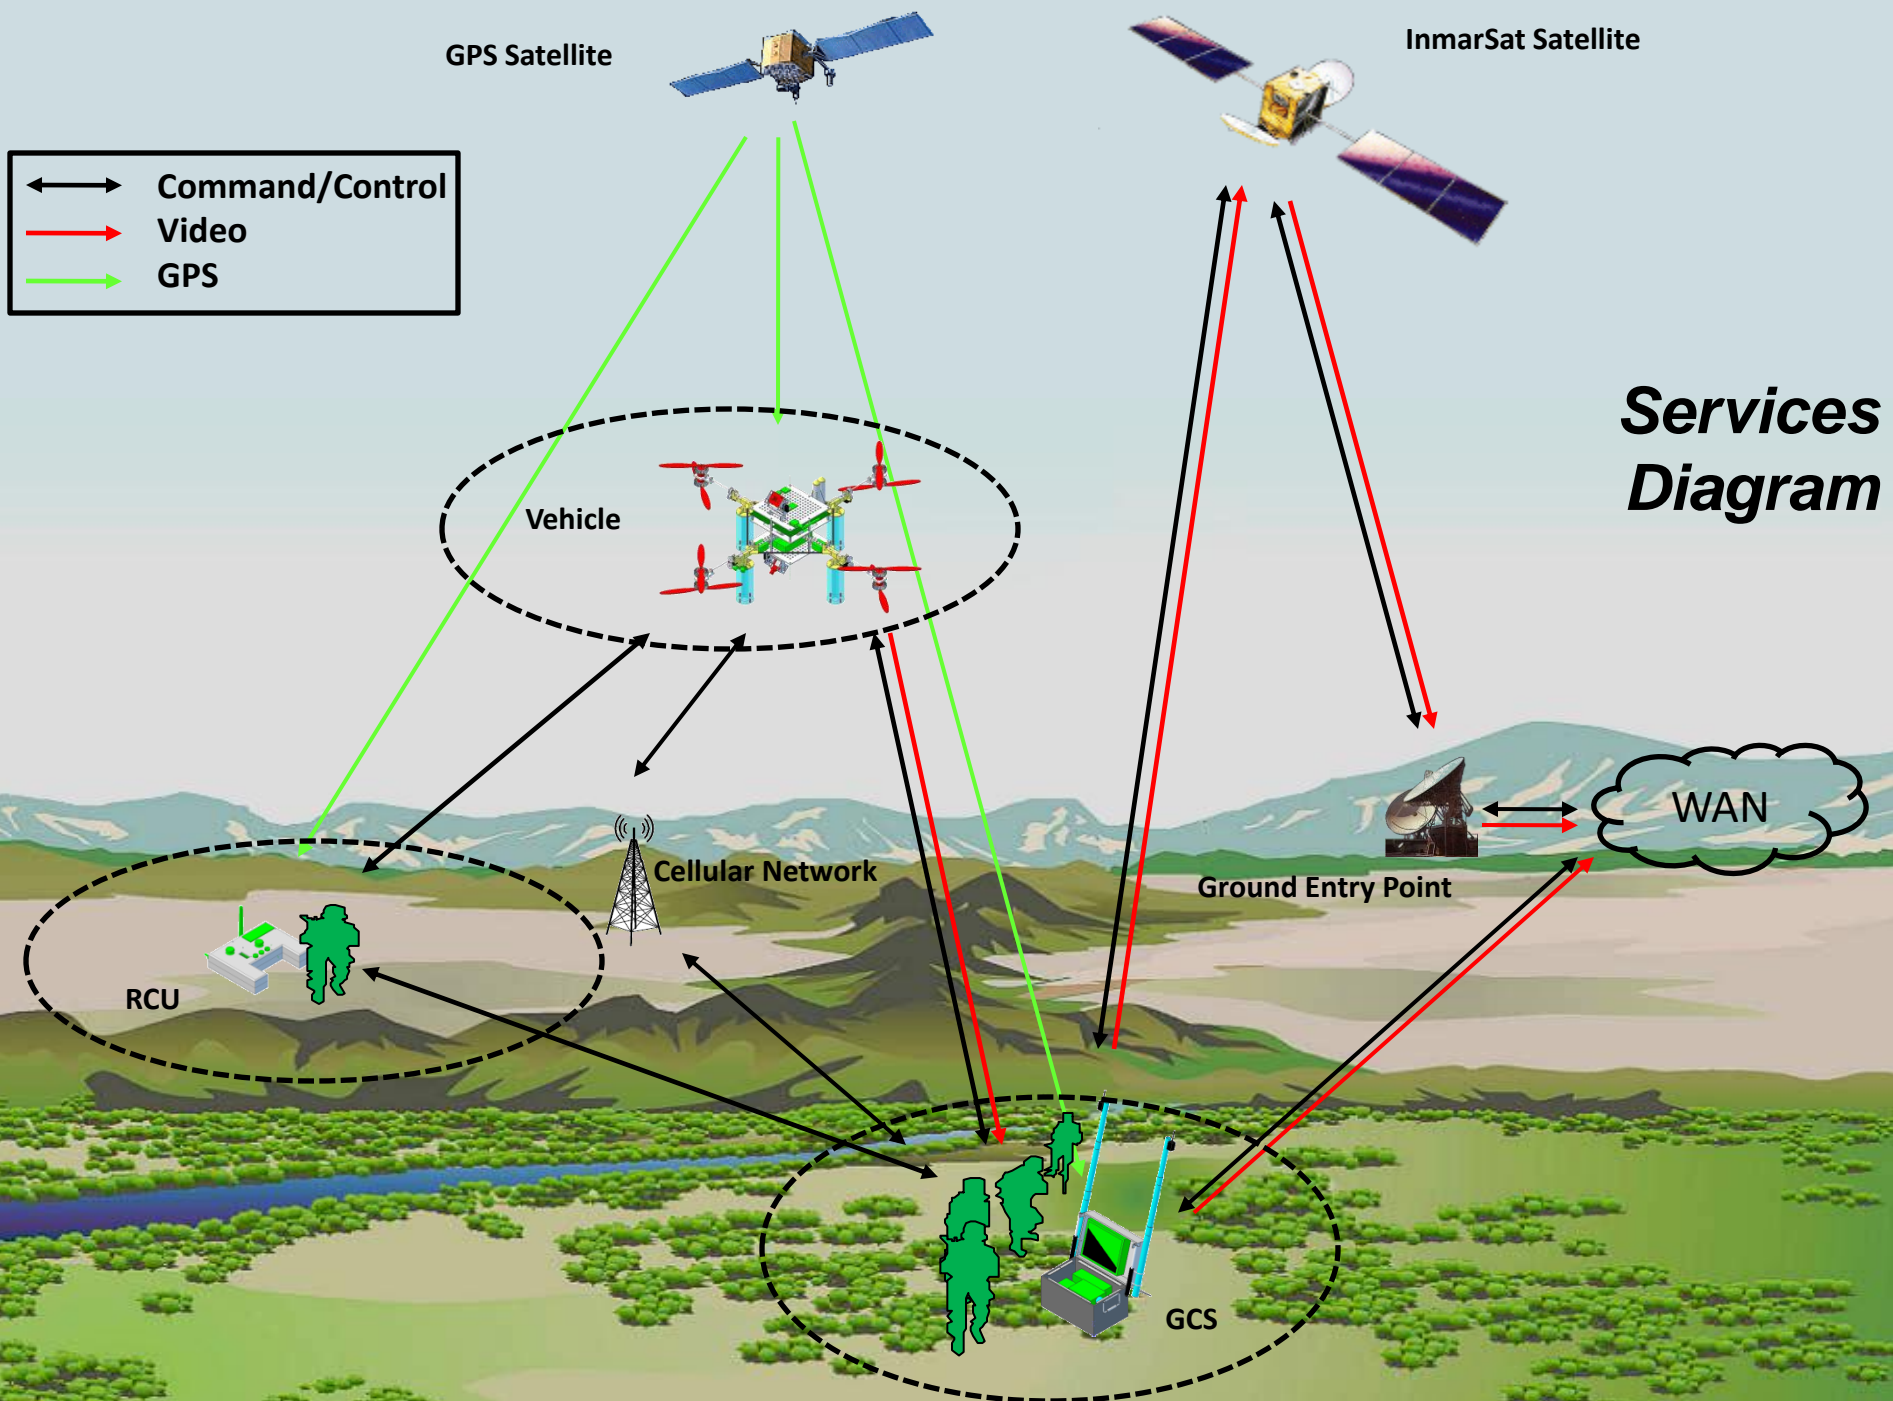 GPS Satellite
InmarSat Satellite
Command/Control
Video
GPS
Services
Diagram
Vehicle
WAN
Cellular Network
Ground Entry Point
RCU
GCS